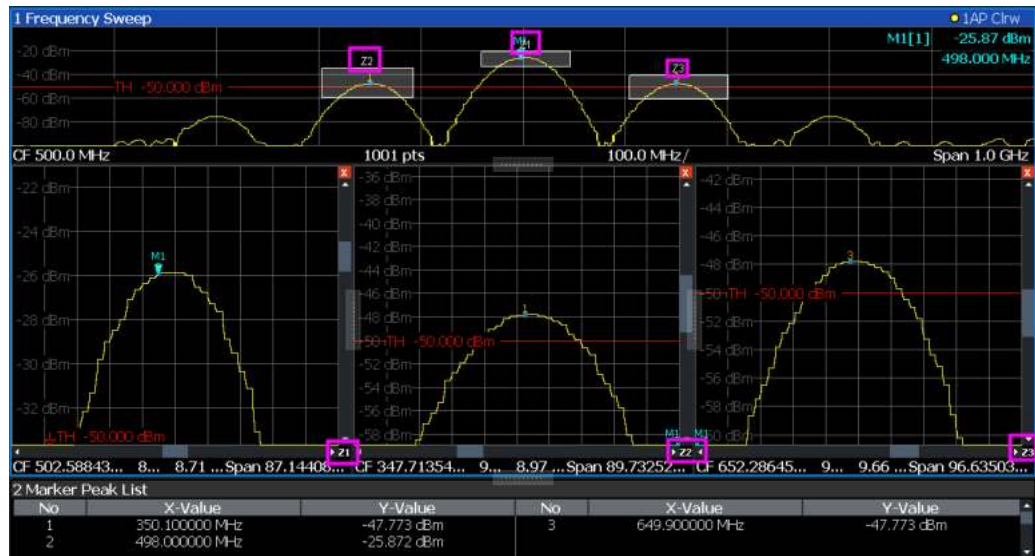 1 Frequency Sweep
1AP Clrw
M1[1] -25.87 dBm
498.000 MHz
M1
Z2
Z3
-20 dBm
-40 dBm
TH -50.000 dBm
-60 dBm
-80 dBm
CF 500.0 MHz 1001 pts 100.0 MHz/ Span 1.0 GHz
-22 dBm
-24 dBm
M1
-26 dBm
-28 dBm
-30 dBm
-32 dBm
TH -50.000 dBm
Z1
-36 dBm
-38 dBm
-40 dBm
-42 dBm
-44 dBm
-46 dBm
1
-48 dBm
-50 TH -50.000 dBm
-52 dBm
-54 dBm
-56 dBm
-58 dBm
M1 M1
Z2
-42 dBm
-44 dBm
-46 dBm
3
-48 dBm
-50 TH -50.000 dBm
-52 dBm
-54 dBm
-56 dBm
-58 dBm
-60 dBm
Z3
CF 502.58843... 8... 8.71 ...Span 87.14408
CF 347.71354... 9... 8.97 ...Span 89.73252...
CF 652.28645... 9... 9.66 ...Span 96.63503...
2 Marker Peak List
No X-Value Y-Value No X-Value Y-Value
1 350.100000 MHz -47.773 dBm 3 649.900000 MHz -47.773 dBm
2 498.000000 MHz -25.872 dBm